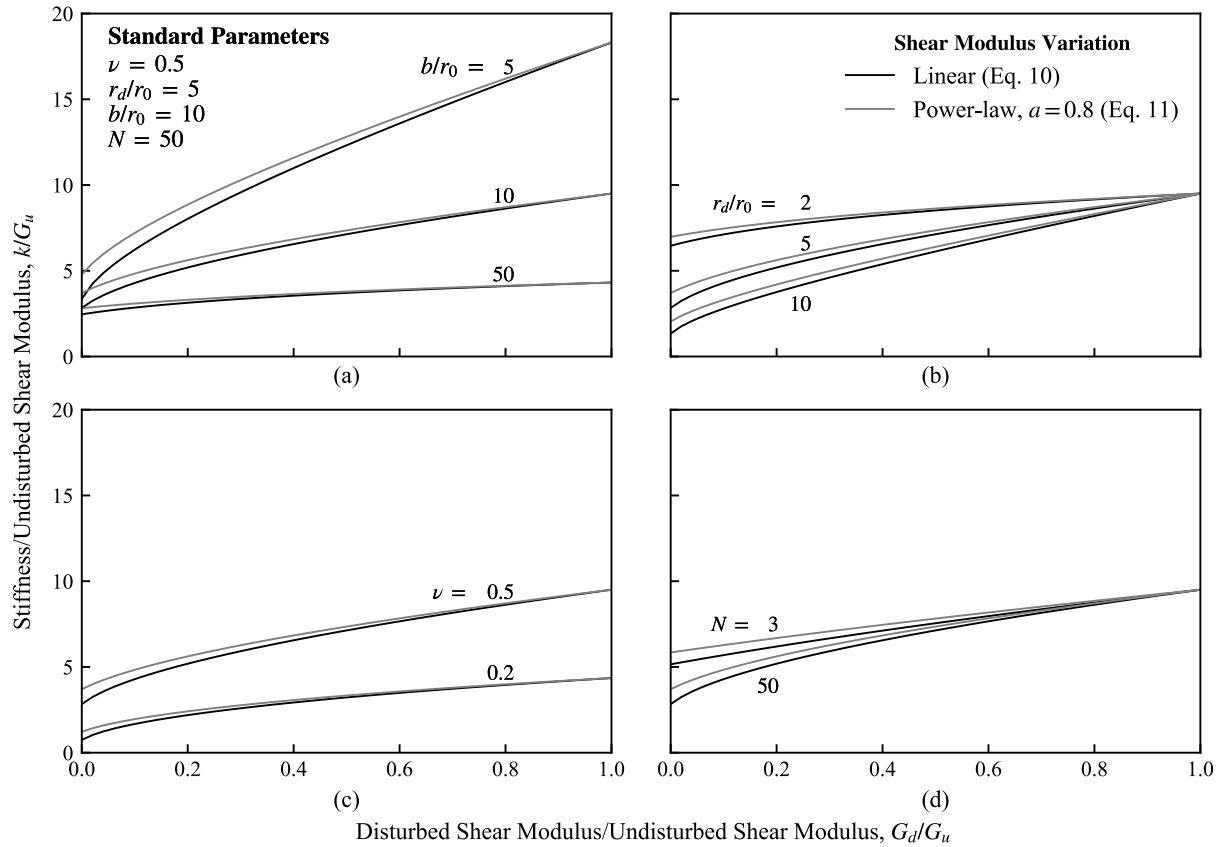 20
15
10
5
0
Standard Parameters
ν = 0.5
r_d/r_0 = 5
b/r_0 = 10
N = 50
b/r_0 = 5
10
50
(a)
Shear Modulus Variation
Linear (Eq. 10)
Power-law, a = 0.8 (Eq. 11)
r_d/r_0 = 2
5
10
(b)
Stiffness/Undisturbed Shear Modulus, k/G_u
20
15
10
5
0
ν = 0.5
0.2
0.0 0.2 0.4 0.6 0.8 1.0
(c)
N = 3
50
0.0 0.2 0.4 0.6 0.8 1.0
(d)
Disturbed Shear Modulus/Undisturbed Shear Modulus, G_d/G_u